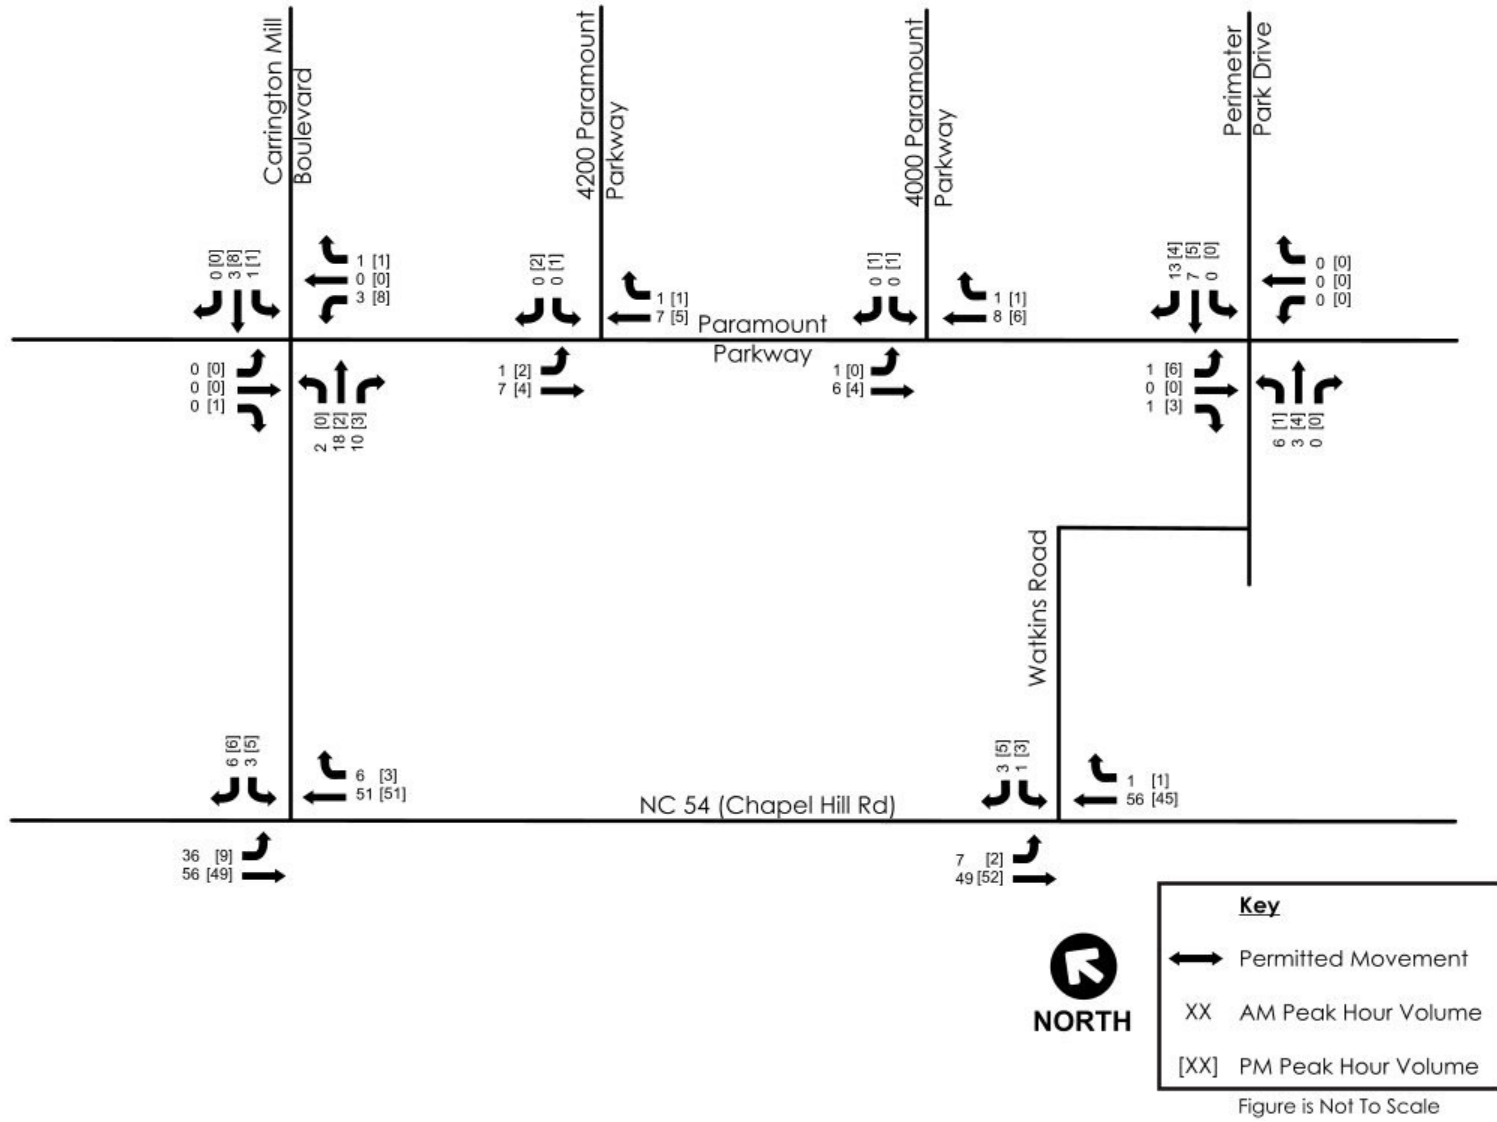 Carrington Mill
Boulevard
4200 Paramount
Parkway
4000 Paramount
Parkway
Perimeter
Park Drive
0 [0]
3 [8]
1 [1]
1 [1]
0 [0]
3 [8]
0 [2]
0 [1]
1 [1]
7 [5]
0 [1]
0 [1]
1 [1]
8 [6]
13 [4]
7 [5]
0 [0]
0 [0]
0 [0]
0 [0]
Paramount
Parkway
0 [0]
0 [0]
0 [1]
2 [0]
18 [2]
10 [3]
1 [2]
7 [4]
1 [0]
6 [4]
1 [6]
0 [0]
1 [3]
6 [1]
3 [4]
0 [0]
Watkins Road
6 [6]
3 [5]
6 [3]
51 [51]
NC 54 (Chapel Hill Rd)
3 [5]
1 [3]
1 [1]
56 [45]
36 [9]
56 [49]
7 [2]
49 [52]
NORTH
Key
Permitted Movement
XX AM Peak Hour Volume
[XX] PM Peak Hour Volume
Figure is Not To Scale